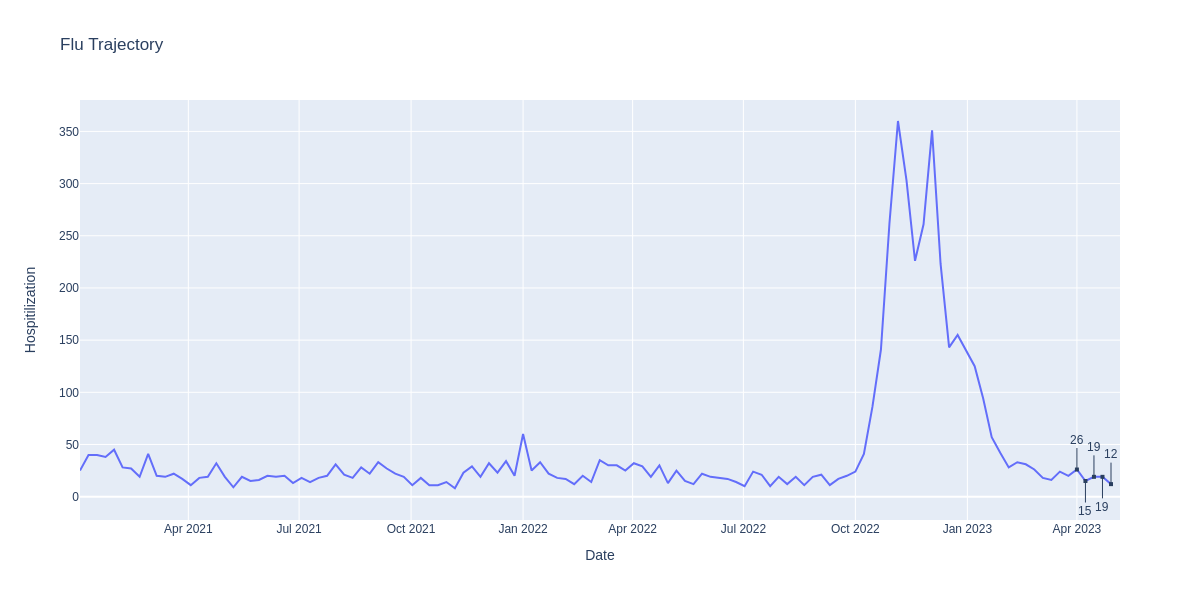 Flu Trajectory
Hospitilization
350
300
250
200
150
100
50
0
26
19
12
15
19
Apr 2021
Jul 2021
Oct 2021
Jan 2022
Apr 2022
Jul 2022
Oct 2022
Jan 2023
Apr 2023
Date